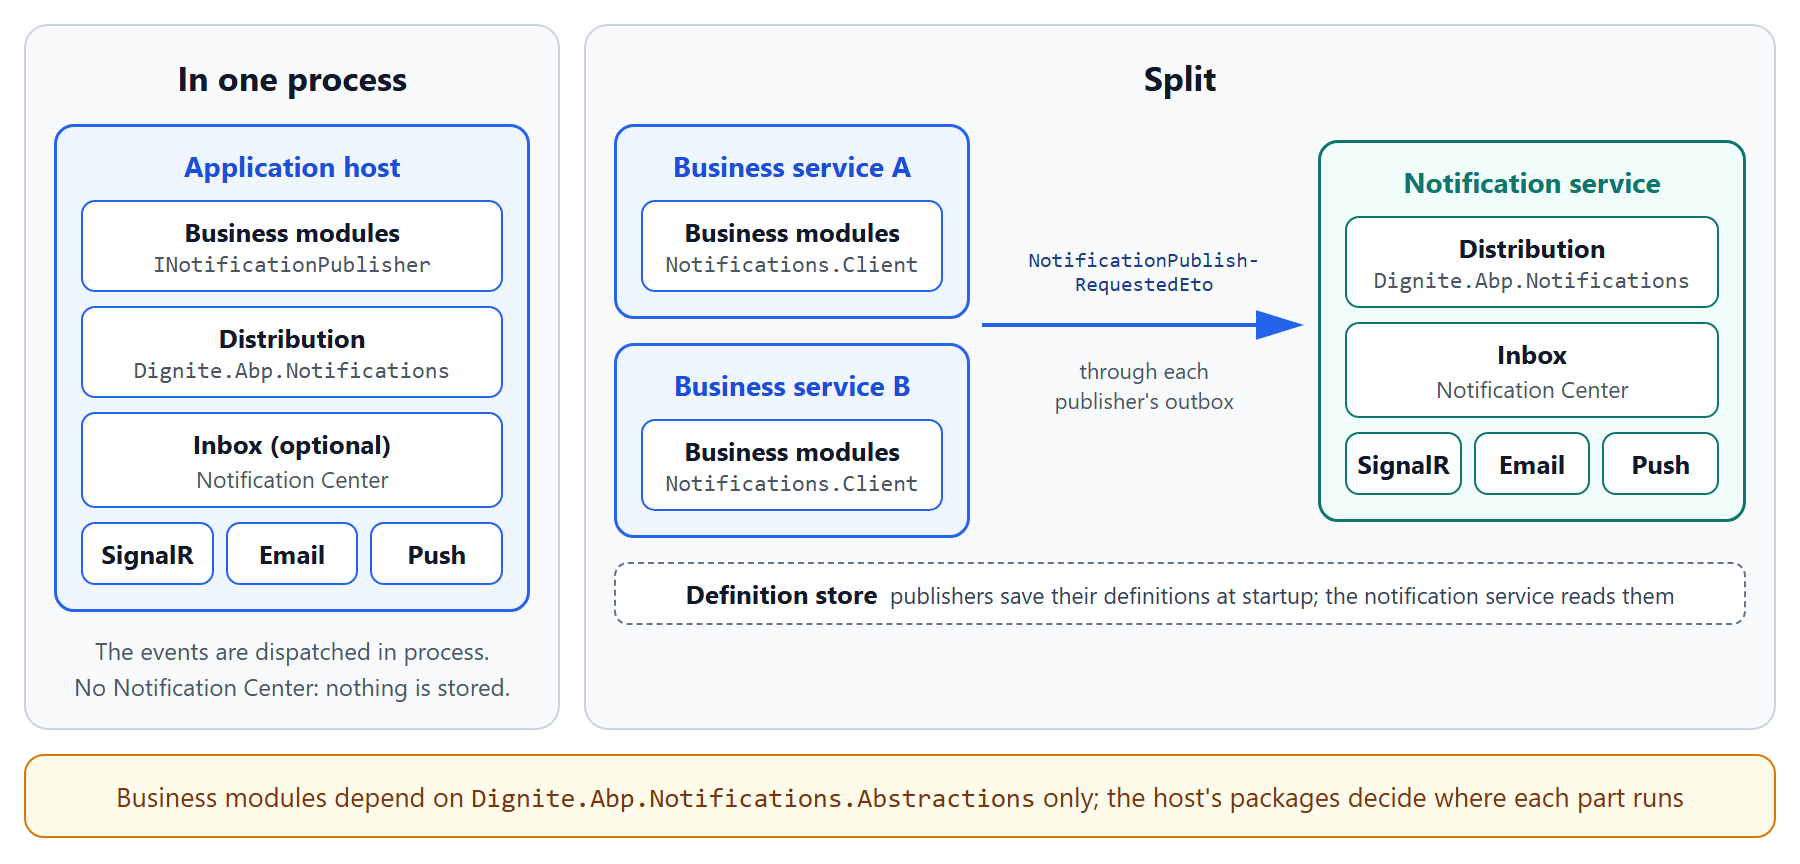 In one process
Application host
Business modules
INotificationPublisher
Distribution
Dignite.Abp.Notifications
Inbox (optional)
Notification Center
SignalR
Email
Push
The events are dispatched in process.
No Notification Center: nothing is stored.
Split
Business service A
Business modules
Notifications.Client
Business service B
Business modules
Notifications.Client
NotificationPublish-
RequestedEto
through each
publisher's outbox
Notification service
Distribution
Dignite.Abp.Notifications
Inbox
Notification Center
SignalR
Email
Push
Definition store publishers save their definitions at startup; the notification service reads them
Business modules depend on Dignite.Abp.Notifications.Abstractions only; the host's packages decide where each part runs